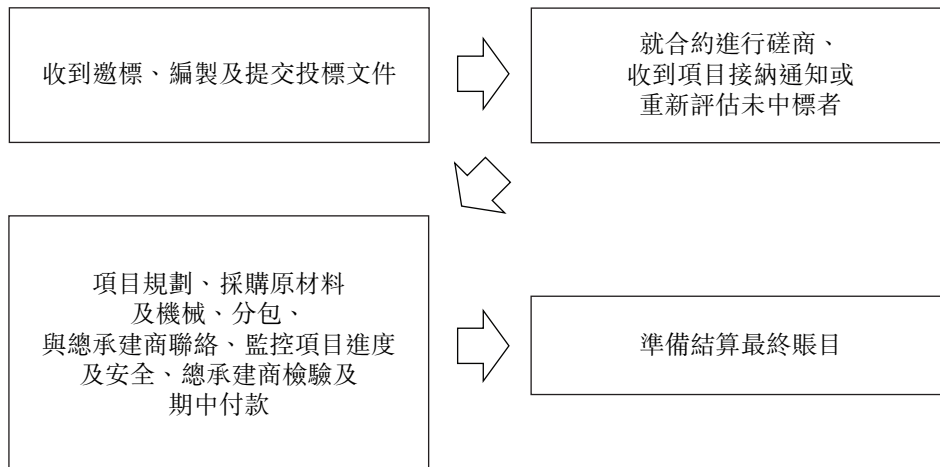 收到邀標、編製及提交投標文件
就合約進行磋商、
收到項目接納通知或
重新評估未中標者
項目規劃、採購原材料
及機械、分包、
與總承建商聯絡、監控項目進度
及安全、總承建商檢驗及
期中付款
準備結算最終賬目